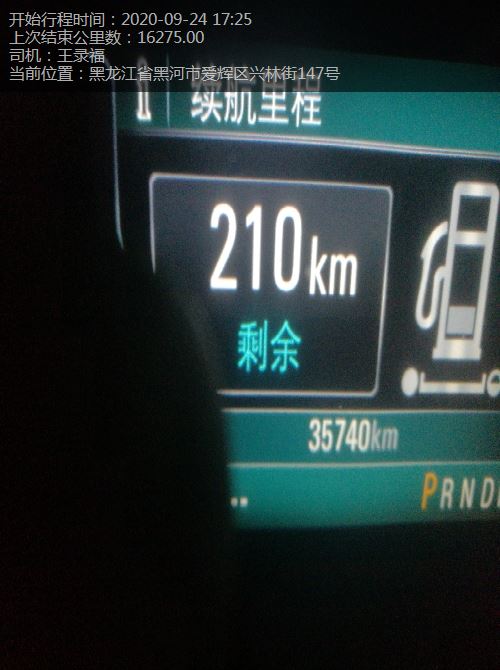 开始行程时间：2020-09-24 17:25
上次结束公里数：16275.00
司机：王录福
当前位置：黑龙江省黑河市爱辉区兴林街147号
i 续航里程
210km
剩余
35740km
PRND